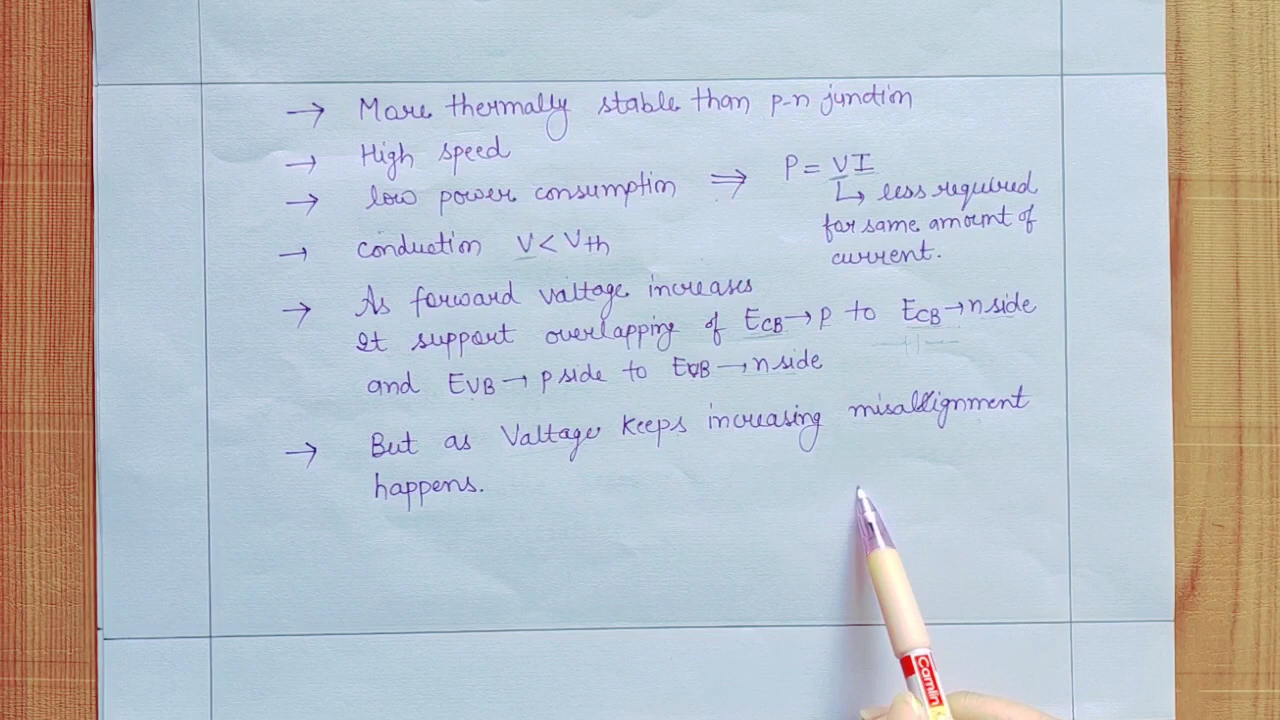 → More thermally stable than p-n junction
→ High speed
→ low power consumption ⇒ P = VI
↳ less required
for same amount of
current.
→ conduction V < Vth
→ As forward valtage increases
It support overlapping of ECB → p to ECB → n side
and EVB → p side to EVB → n side
→ But as Valtage keeps increasing misallignment
happens.
Camlin